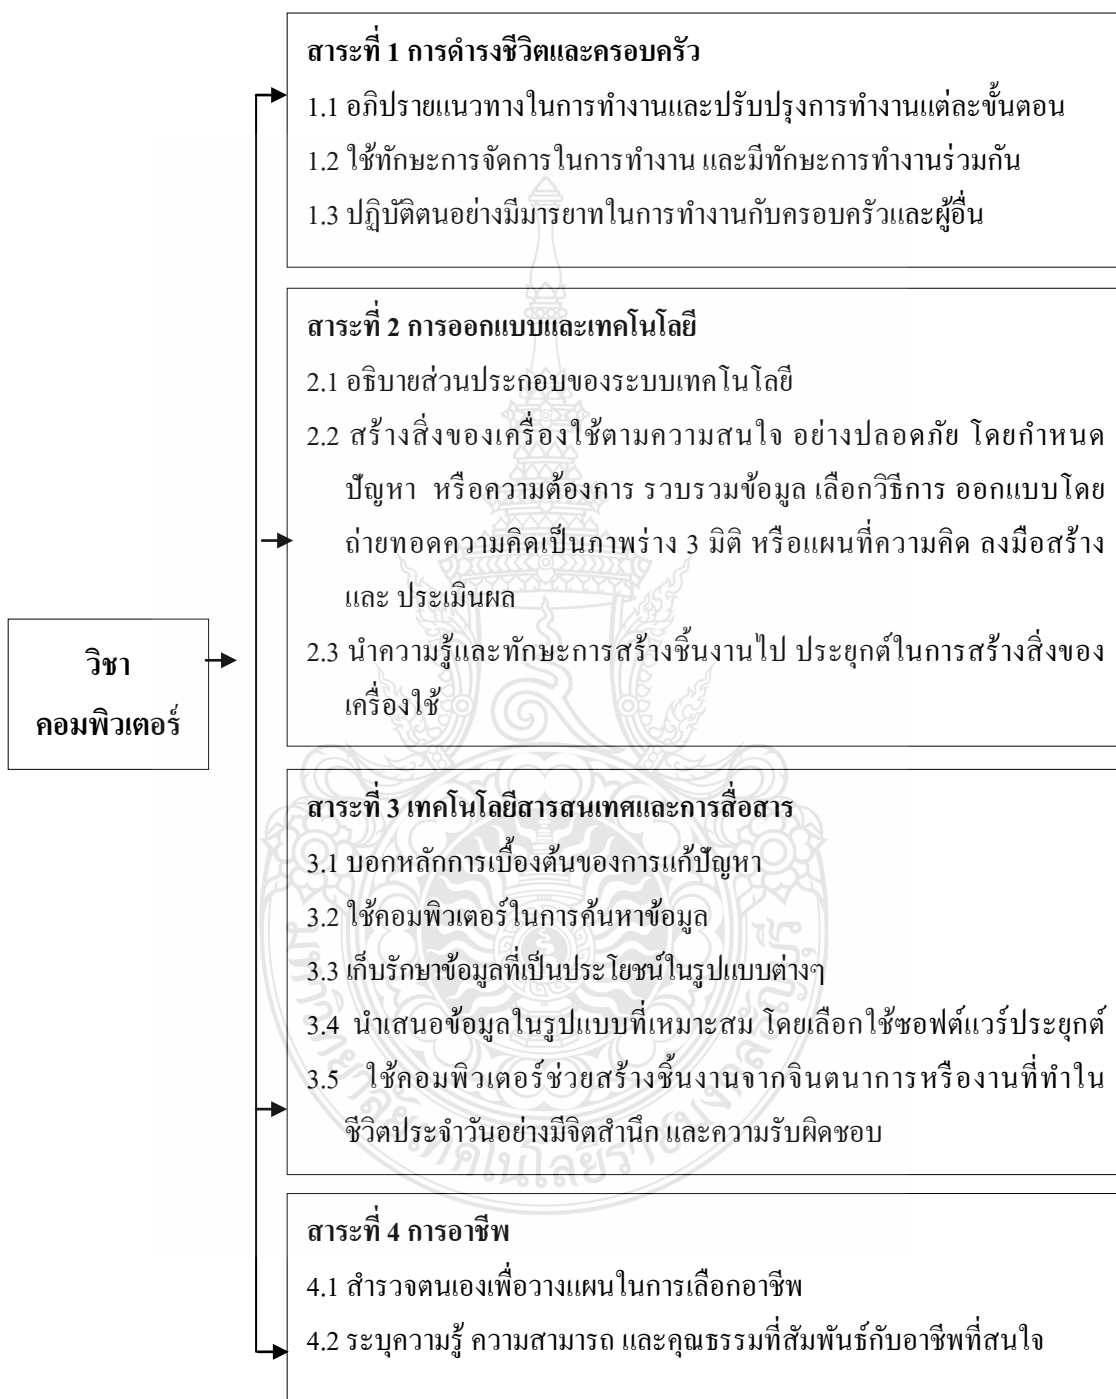 สาระที่ 1 การดำรงชีวิตและครอบครัว
1.1 อภิปรายแนวทางในการทำงานและปรับปรุงการทำงานแต่ละขั้นตอน
1.2 ใช้ทักษะการจัดการในการทำงาน และมีทักษะการทำงานร่วมกัน
1.3 ปฏิบัติตนอย่างมีมารยาทในการทำงานกับครอบครัวและผู้อื่น
สาระที่ 2 การออกแบบและเทคโนโลยี
2.1 อธิบายส่วนประกอบของระบบเทคโนโลยี
2.2 สร้างสิ่งของเครื่องใช้ตามความสนใจ อย่างปลอดภัย โดยกำหนด
ปัญหา หรือความต้องการ รวบรวมข้อมูล เลือกวิธีการ ออกแบบโดย
ถ่ายทอดความคิดเป็นภาพร่าง 3 มิติ หรือแผนที่ความคิด ลงมือสร้าง
และ ประเมินผล
2.3 นำความรู้และทักษะการสร้างชิ้นงานไป ประยุกต์ในการสร้างสิ่งของ
เครื่องใช้
วิชา
คอมพิวเตอร์
สาระที่ 3 เทคโนโลยีสารสนเทศและการสื่อสาร
3.1 บอกหลักการเบื้องต้นของการแก้ปัญหา
3.2 ใช้คอมพิวเตอร์ในการค้นหาข้อมูล
3.3 เก็บรักษาข้อมูลที่เป็นประโยชน์ในรูปแบบต่างๆ
3.4 นำเสนอข้อมูลในรูปแบบที่เหมาะสม โดยเลือกใช้ซอฟต์แวร์ประยุกต์
3.5 ใช้คอมพิวเตอร์ช่วยสร้างชิ้นงานจากจินตนาการหรืองานที่ทำใน
ชีวิตประจำวันอย่างมีจิตสำนึก และความรับผิดชอบ
มหาวิทยาลัยเทคโนโลยีราชมงคลธัญบุรี
สาระที่ 4 การอาชีพ
4.1 สำรวจตนเองเพื่อวางแผนในการเลือกอาชีพ
4.2 ระบุความรู้ ความสามารถ และคุณธรรมที่สัมพันธ์กับอาชีพที่สนใจ